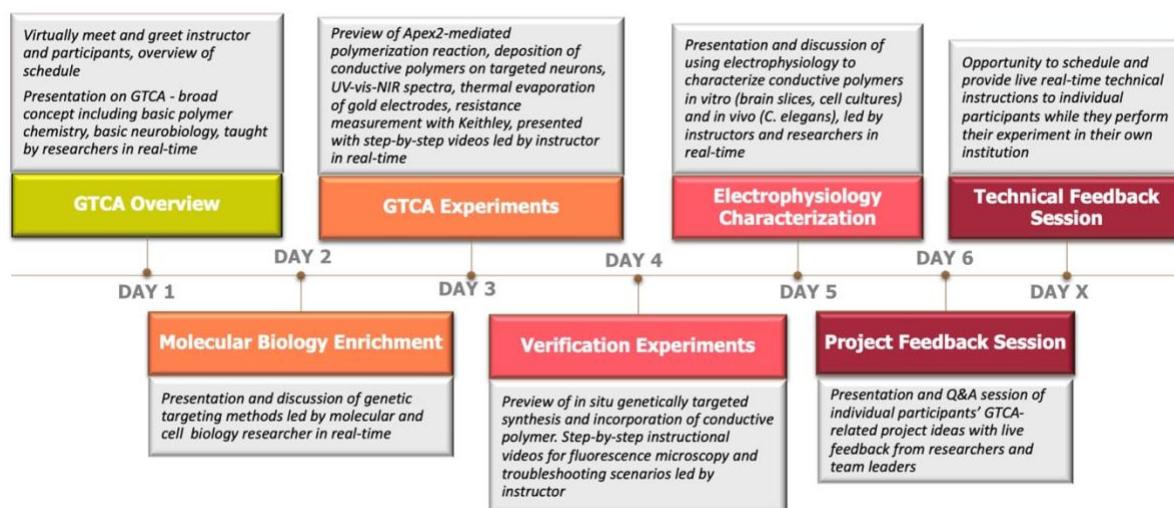 Virtually meet and greet instructor
and participants, overview of
schedule
Presentation on GTCA - broad
concept including basic polymer
chemistry, basic neurobiology, taught
by researchers in real-time
GTCA Overview
DAY 1
DAY 2
Molecular Biology Enrichment
Presentation and discussion of genetic
targeting methods led by molecular and
cell biology researcher in real-time
Preview of Apex2-mediated
polymerization reaction, deposition of
conductive polymers on targeted neurons,
UV-vis-NIR spectra, thermal evaporation
of gold electrodes, resistance
measurement with Keithley, presented
with step-by-step videos led by instructor
in real-time
GTCA Experiments
DAY 3
DAY 4
Verification Experiments
Preview of in situ genetically targeted
synthesis and incorporation of conductive
polymer. Step-by-step instructional
videos for fluorescence microscopy and
troubleshooting scenarios led by
instructor
Presentation and discussion of
using electrophysiology to
characterize conductive polymers
in vitro (brain slices, cell cultures)
and in vivo (C. elegans), led by
instructors and researchers in
real-time
Electrophysiology
Characterization
DAY 5
DAY 6
Project Feedback Session
Presentation and Q&A session of
individual participants’ GTCA-
related project ideas with live
feedback from researchers and
team leaders
Opportunity to schedule and
provide live real-time technical
instructions to individual
participants while they perform
their experiment in their own
institution
Technical Feedback
Session
DAY X